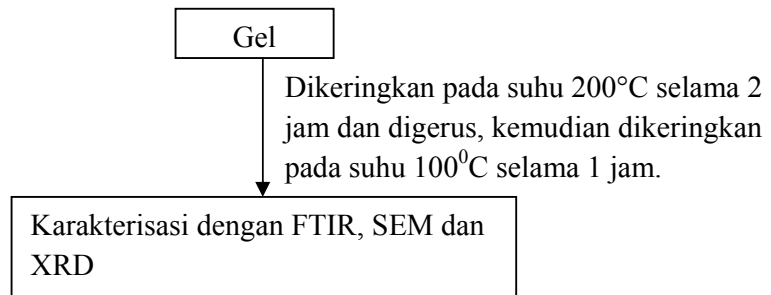 Gel
Dikeringkan pada suhu 200°C selama 2
jam dan digerus, kemudian dikeringkan
pada suhu 100⁰C selama 1 jam.
Karakterisasi dengan FTIR, SEM dan
XRD